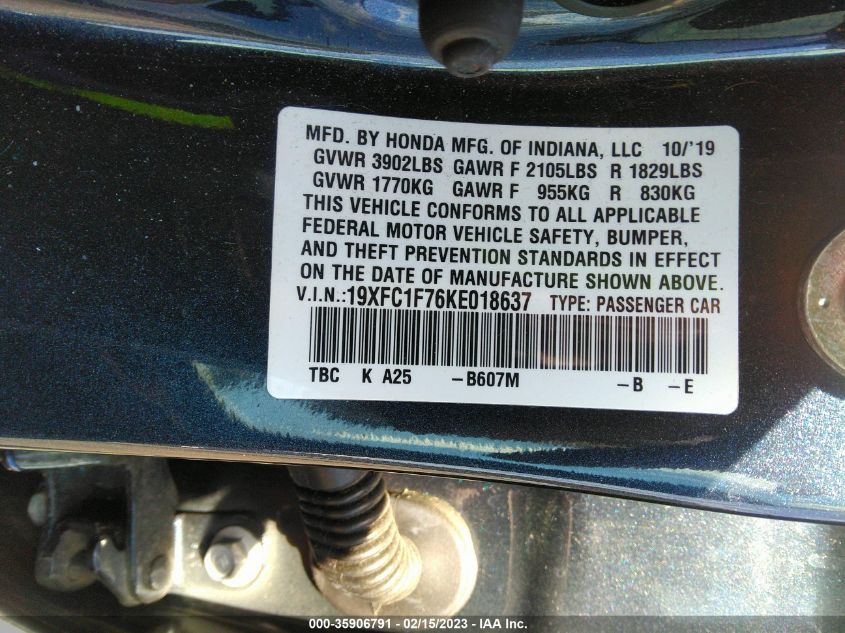 MFD. BY HONDA MFG. OF INDIANA, LLC 10/'19
GVWR 3902LBS GAWR F 2105LBS R 1829LBS
GVWR 1770KG GAWR F 955KG R 830KG
THIS VEHICLE CONFORMS TO ALL APPLICABLE
FEDERAL MOTOR VEHICLE SAFETY, BUMPER,
AND THEFT PREVENTION STANDARDS IN EFFECT
ON THE DATE OF MANUFACTURE SHOWN ABOVE.
V.I.N.:19XFC1F76KE018637 TYPE: PASSENGER CAR
TBC K A25 –B607M –B –E
000-35906791 — 02/15/2023 — IAA Inc.